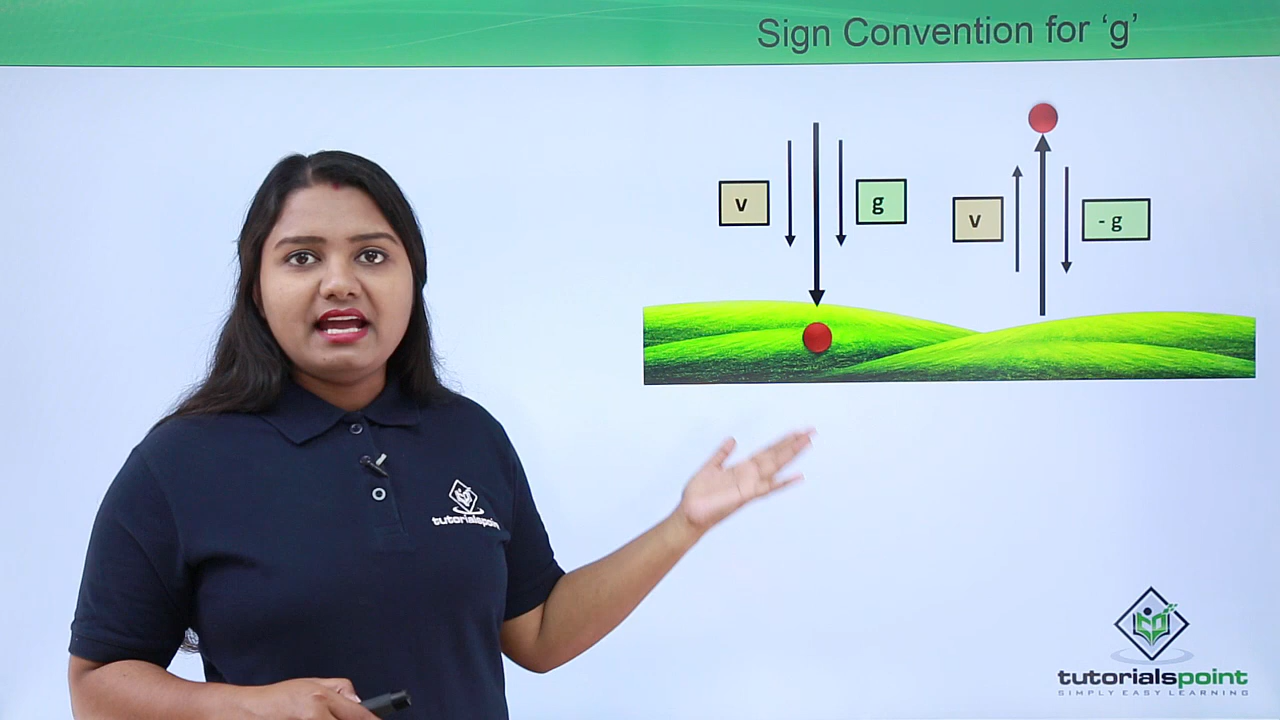 Sign Convention for ‘g’
v
g
v
- g
tutorialspoint
tutorialspoint
SIMPLY EASY LEARNING